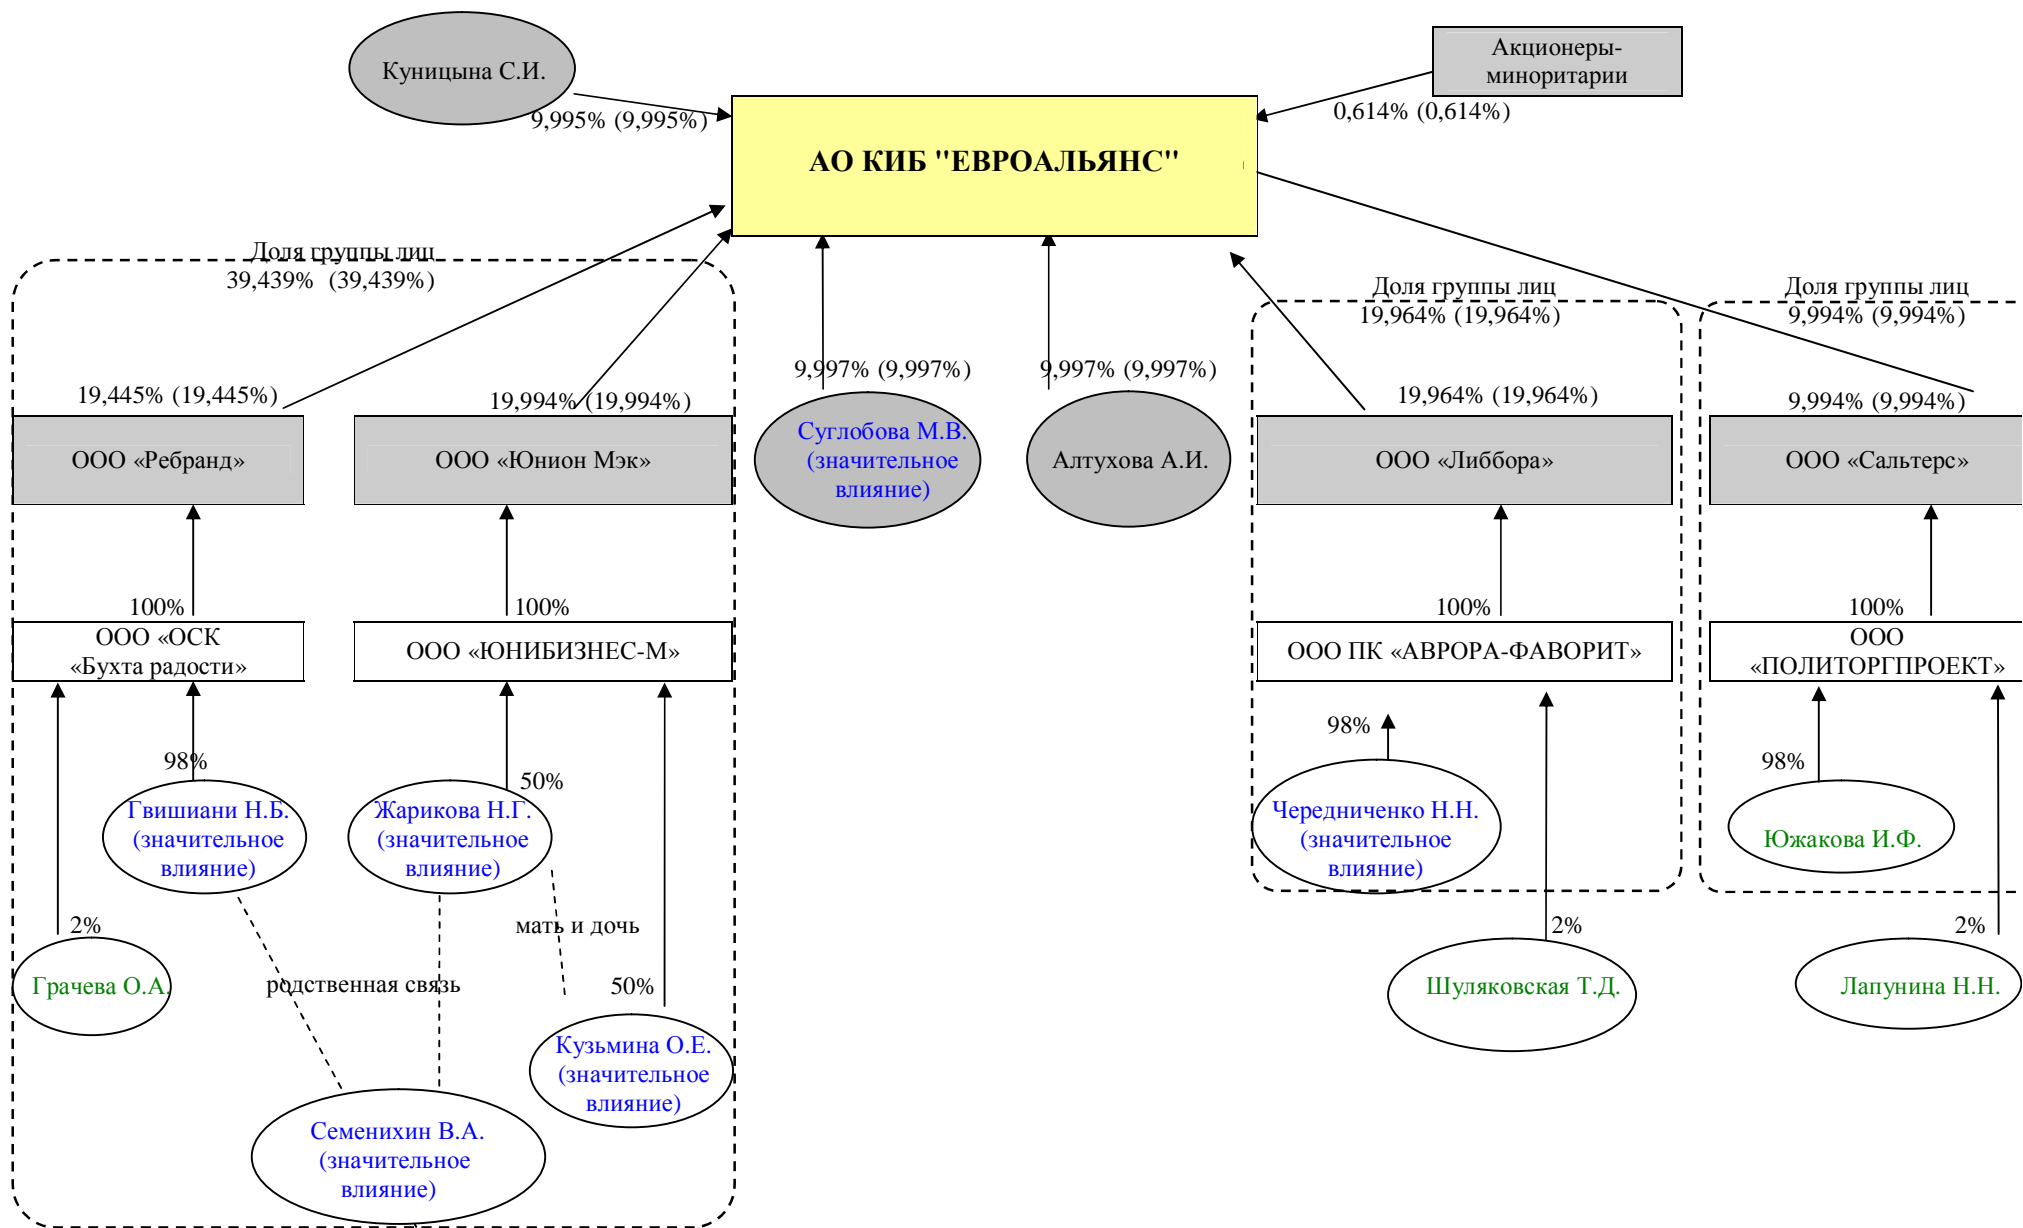 Куницына С.И.
9,995% (9,995%)
Акционеры-
миноритарии
0,614% (0,614%)
АО КИБ "ЕВРОАЛЬЯНС"
Доля группы лиц
39,439% (39,439%)
Доля группы лиц
19,964% (19,964%)
Доля группы лиц
9,994% (9,994%)
19,445% (19,445%)
19,994% (19,994%)
9,997% (9,997%)
9,997% (9,997%)
19,964% (19,964%)
9,994% (9,994%)
ООО «Ребранд»
ООО «Юнион Мэк»
Суглобова М.В.
(значительное
влияние)
Алтухова А.И.
ООО «Либбора»
ООО «Сальтерс»
100%
100%
100%
100%
ООО «ОСК
«Бухта радости»
ООО «ЮНИБИЗНЕС-М»
ООО ПК «АВРОРА-ФАВОРИТ»
ООО
«ПОЛИТОРГПРОЕКТ»
98%
50%
98%
98%
Гвишиани Н.Б.
(значительное
влияние)
Жарикова Н.Г.
(значительное
влияние)
Чередниченко Н.Н.
(значительное
влияние)
Южакова И.Ф.
2%
мать и дочь
2%
2%
Грачева О.А.
родственная связь
50%
Шуляковская Т.Д.
Лапунина Н.Н.
Кузьмина О.Е.
(значительное
влияние)
Семенихин В.А.
(значительное
влияние)